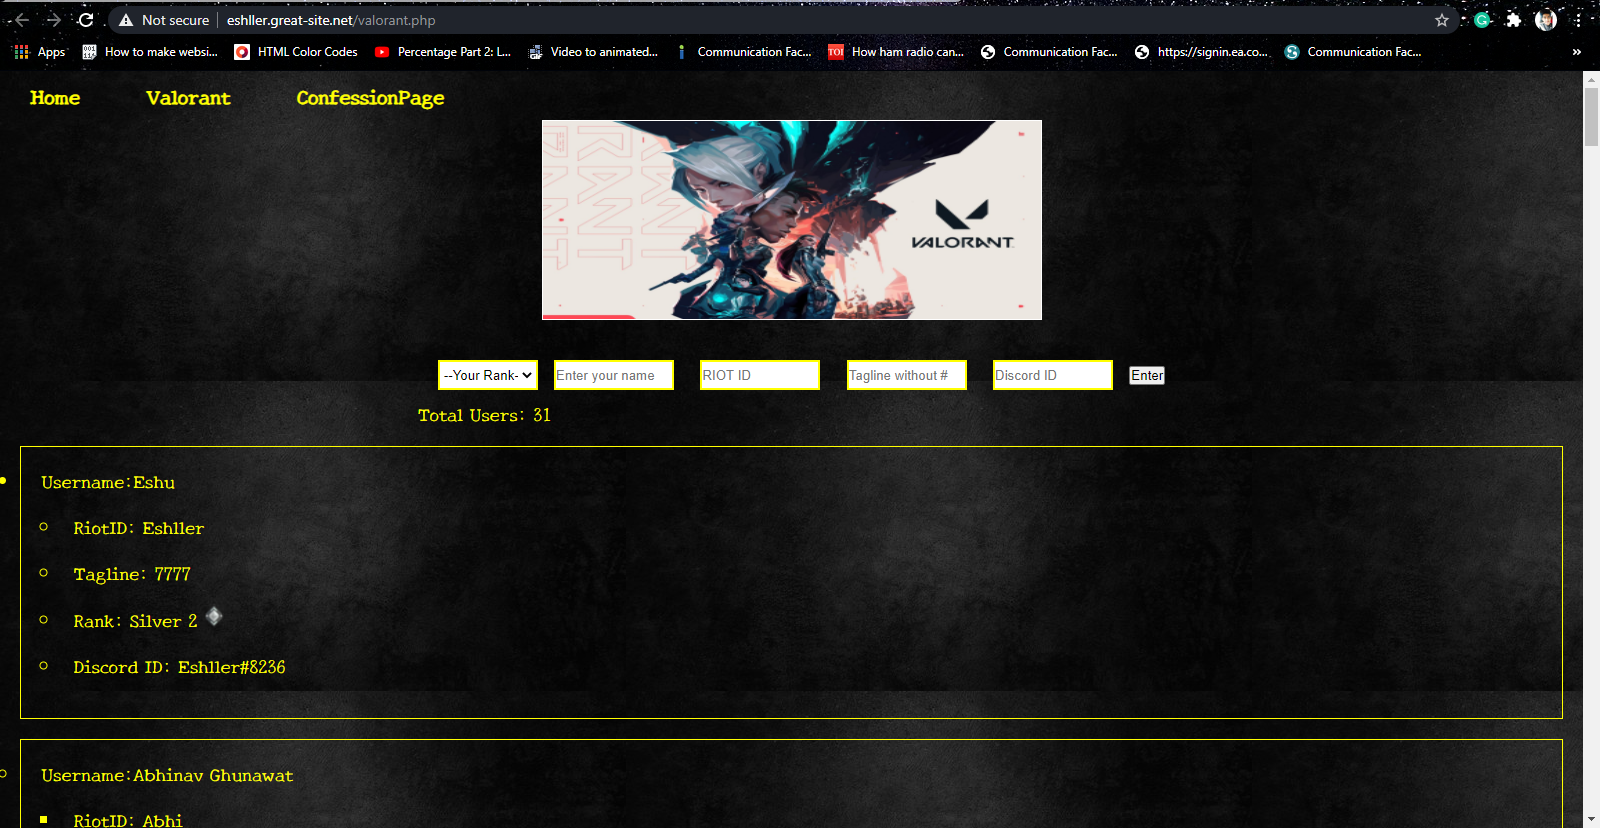 Not secure eshller.great-site.net/valorant.php
Apps How to make websi... HTML Color Codes Percentage Part 2: L... Video to animated... Communication Fac... TOI How ham radio can... Communication Fac... https://signin.ea.co... Communication Fac... »
Home Valorant ConfessionPage
VALORANT
--Your Rank- Enter your name RIOT ID Tagline without # Discord ID Enter
Total Users: 31
Username:Eshu
RiotID: Eshller
Tagline: 7777
Rank: Silver 2
Discord ID: Eshller#8236
Username:Abhinav Ghunawat
RiotID: Abhi